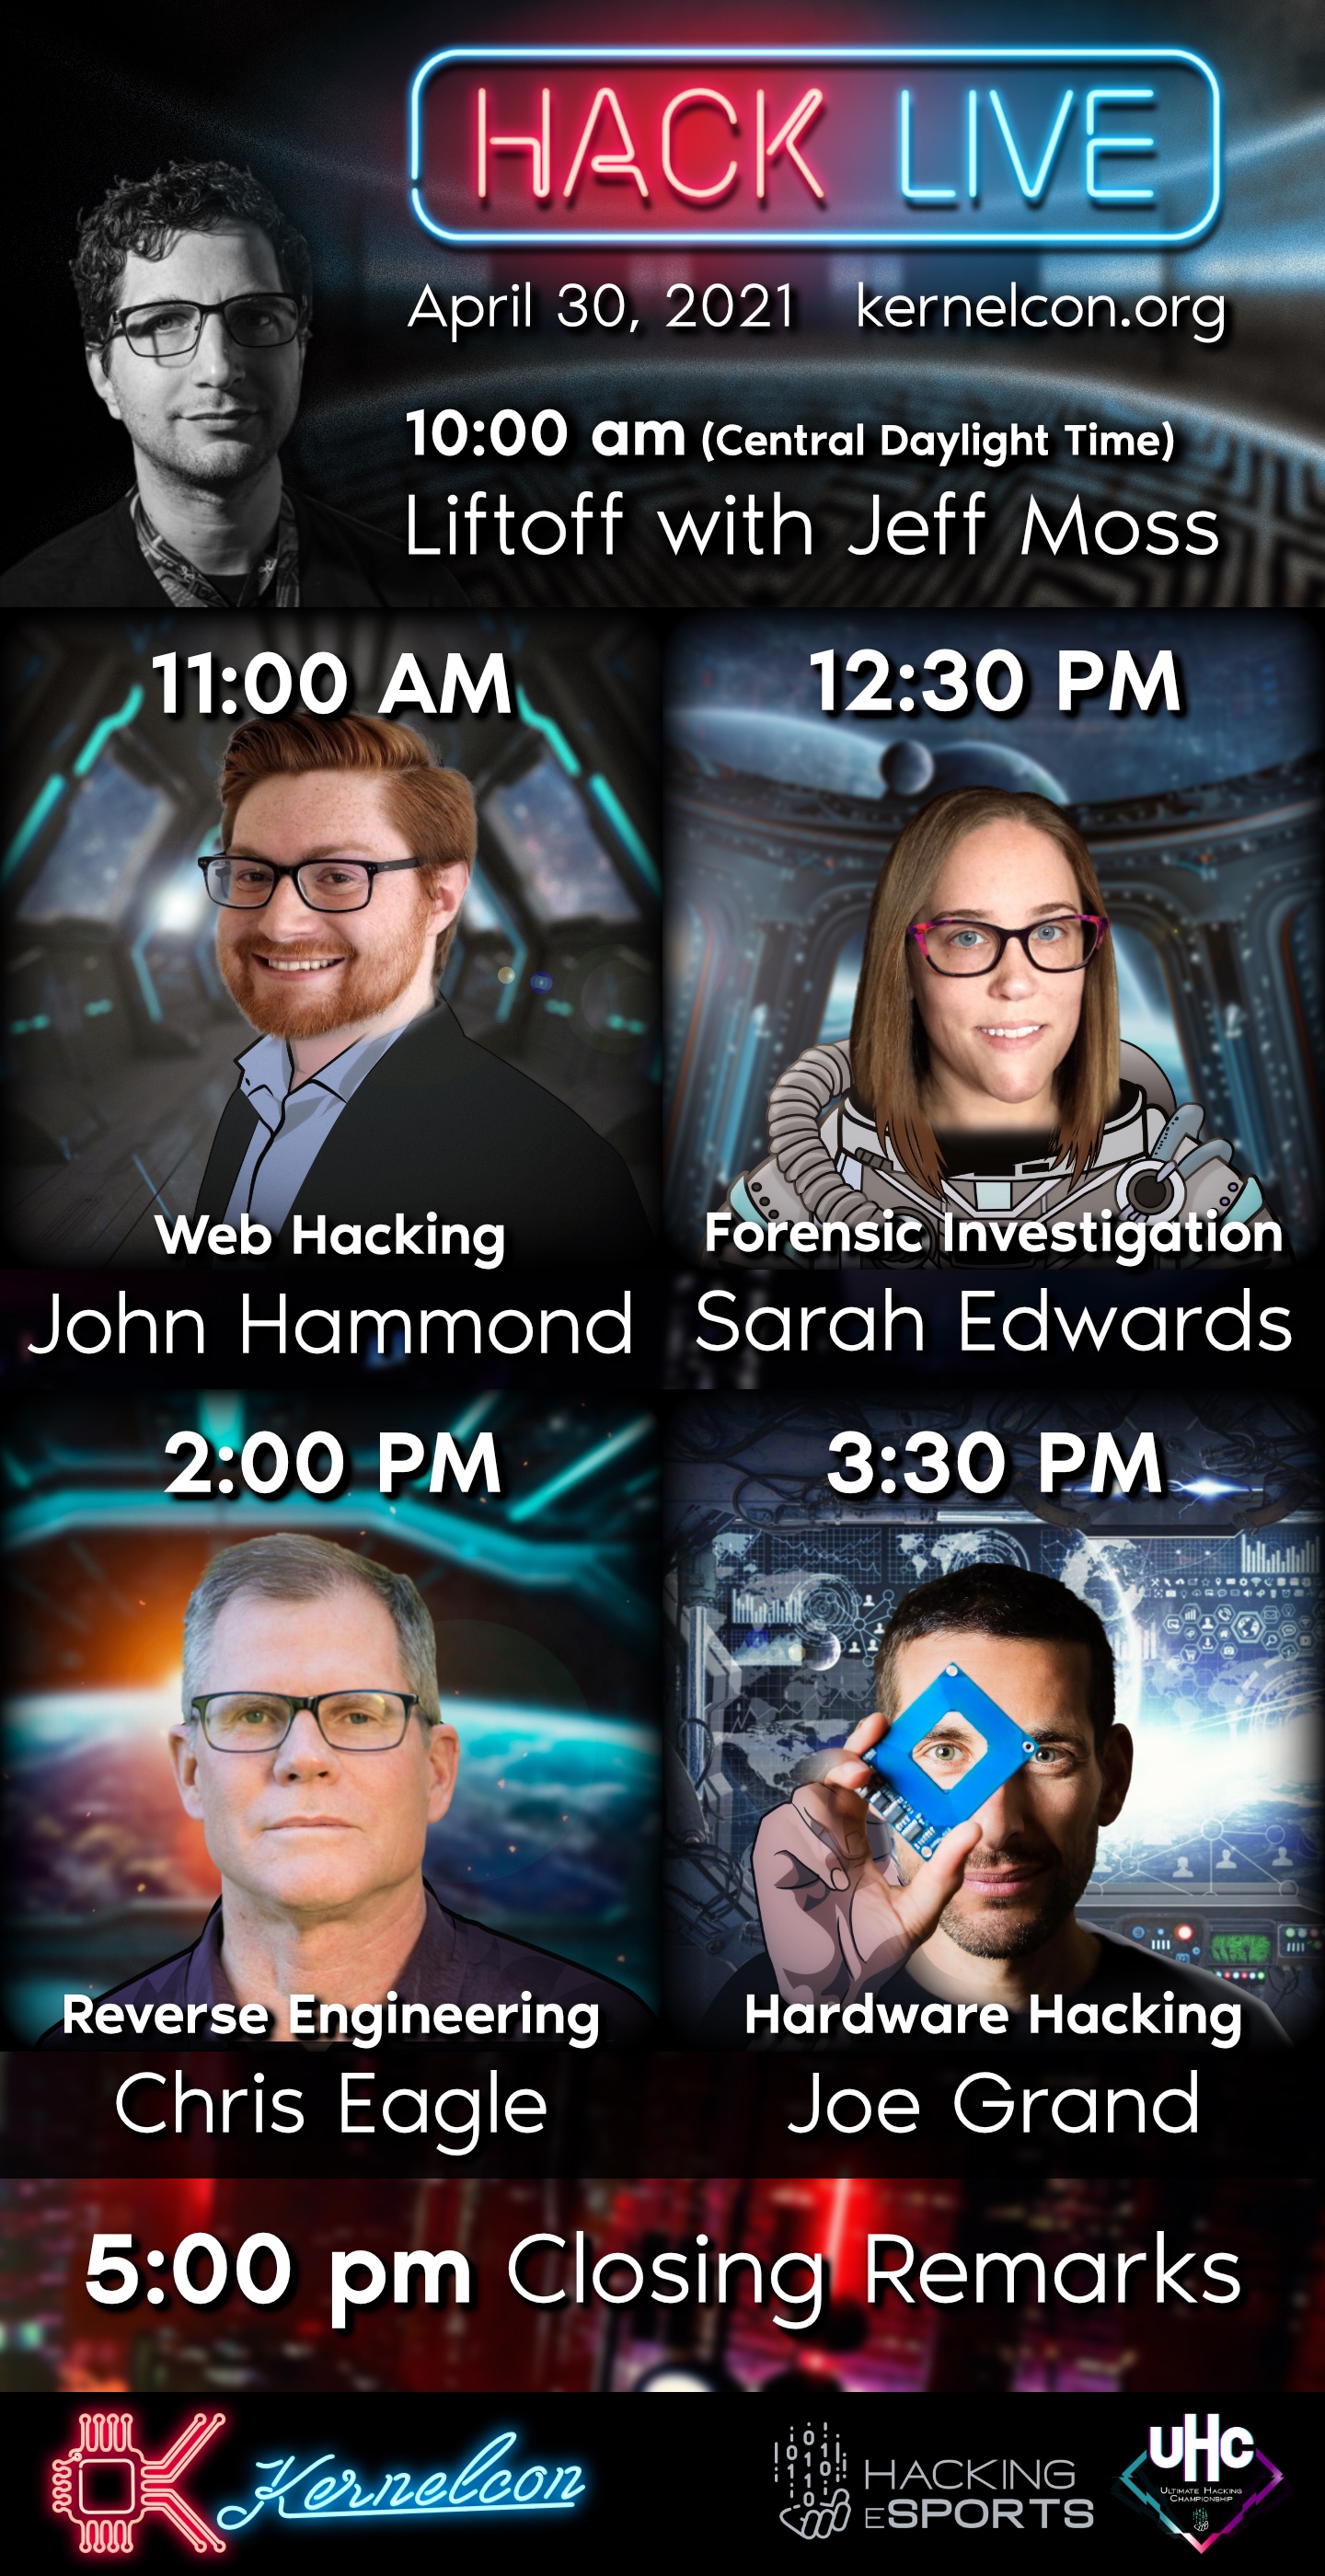 HACK LIVE
April 30, 2021 kernelcon.org
10:00 am (Central Daylight Time)
Liftoff with Jeff Moss
11:00 AM
Web Hacking
John Hammond
12:30 PM
Forensic Investigation
Sarah Edwards
2:00 PM
Reverse Engineering
Chris Eagle
3:30 PM
Hardware Hacking
Joe Grand
5:00 pm Closing Remarks
Kernelcon
HACKING
eSPORTS
UHC
ULTIMATE HACKING
CHAMPIONSHIP